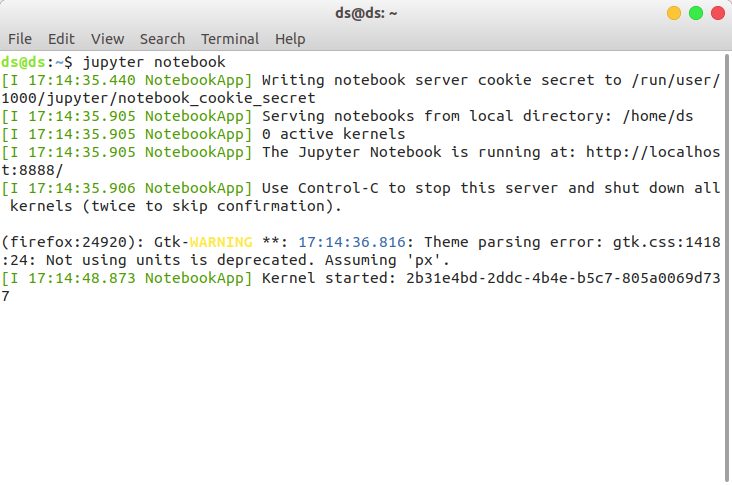 ds@ds: ~
File Edit View Search Terminal Help
ds@ds:~$ jupyter notebook
[I 17:14:35.440 NotebookApp] Writing notebook server cookie secret to /run/user/
1000/jupyter/notebook_cookie_secret
[I 17:14:35.905 NotebookApp] Serving notebooks from local directory: /home/ds
[I 17:14:35.905 NotebookApp] 0 active kernels
[I 17:14:35.905 NotebookApp] The Jupyter Notebook is running at: http://localhos
t:8888/
[I 17:14:35.906 NotebookApp] Use Control-C to stop this server and shut down all
 kernels (twice to skip confirmation).
(firefox:24920): Gtk-WARNING **: 17:14:36.816: Theme parsing error: gtk.css:1418
:24: Not using units is deprecated. Assuming 'px'.
[I 17:14:48.873 NotebookApp] Kernel started: 2b31e4bd-2ddc-4b4e-b5c7-805a0069d73
7